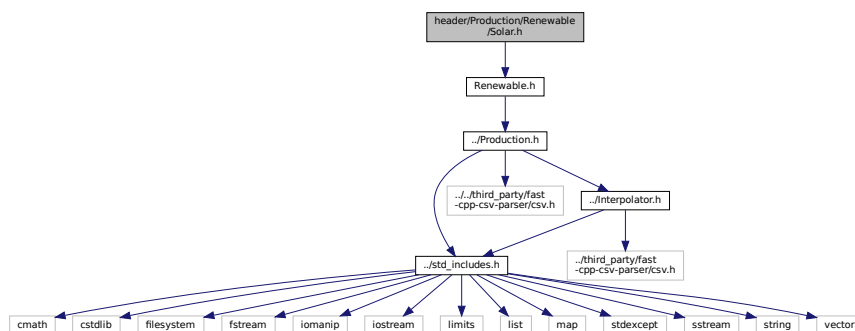 header/Production/Renewable
/Solar.h
Renewable.h
../Production.h
../../third_party/fast
-cpp-csv-parser/csv.h
../Interpolator.h
../std_includes.h
../third_party/fast
-cpp-csv-parser/csv.h
cmath
cstdlib
filesystem
fstream
iomanip
iostream
limits
list
map
stdexcept
sstream
string
vector